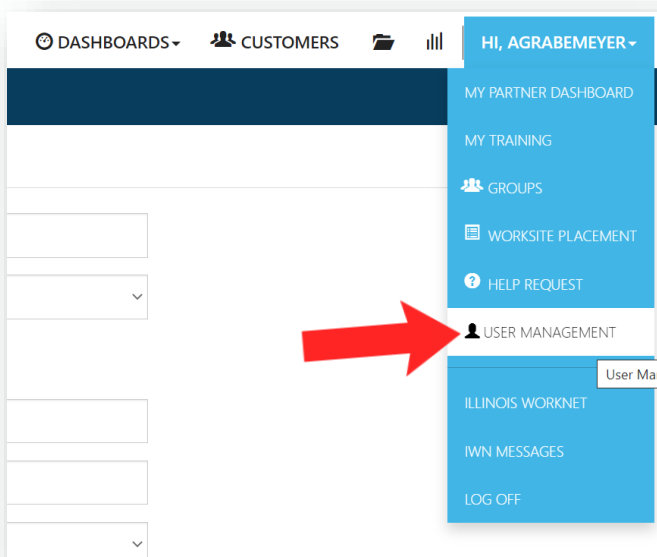 DASHBOARDS
CUSTOMERS
HI, AGRABEMEYER
MY PARTNER DASHBOARD
MY TRAINING
GROUPS
WORKSITE PLACEMENT
HELP REQUEST
USER MANAGEMENT
User Ma
ILLINOIS WORKNET
IWN MESSAGES
LOG OFF